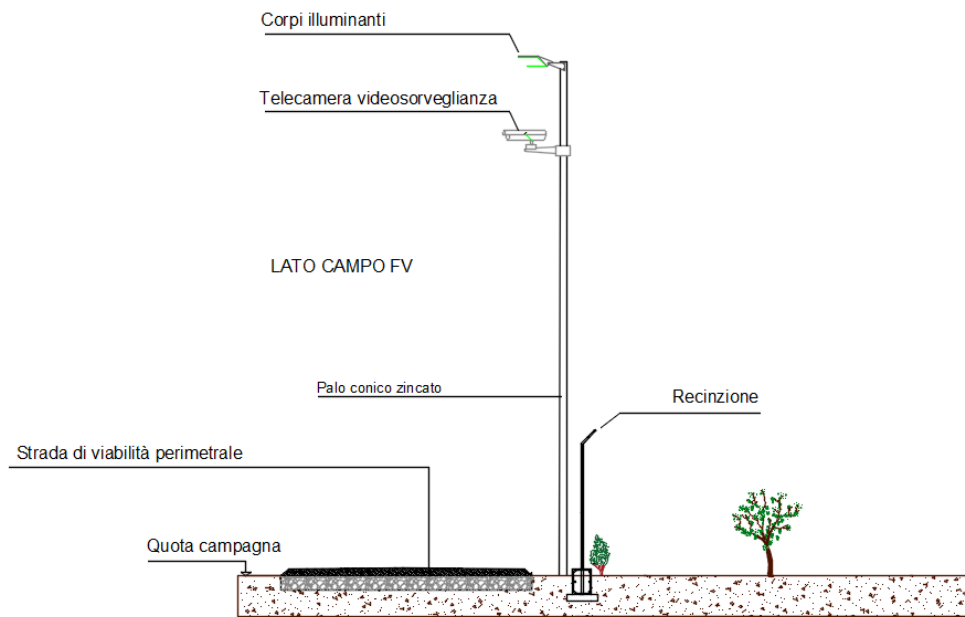 Corpi illuminanti
Telecamera videosorveglianza
LATO CAMPO FV
Palo conico zincato
Recinzione
Strada di viabilità perimetrale
Quota campagna